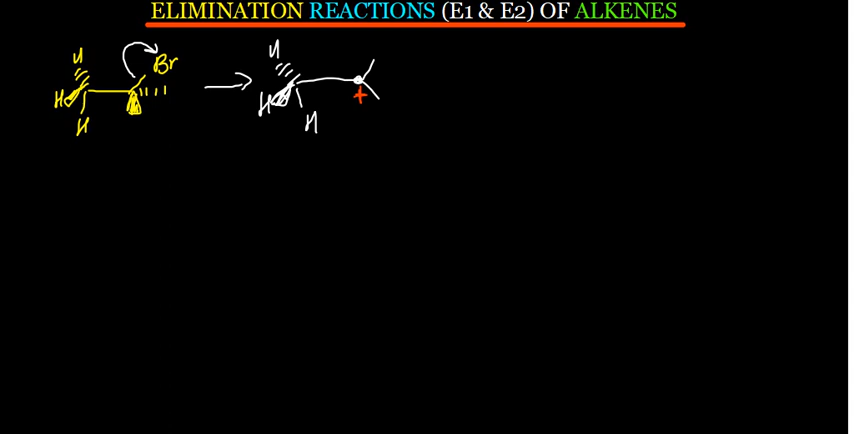 ELIMINATION REACTIONS (E1 & E2) OF ALKENES
H Br H
H H
H H
+